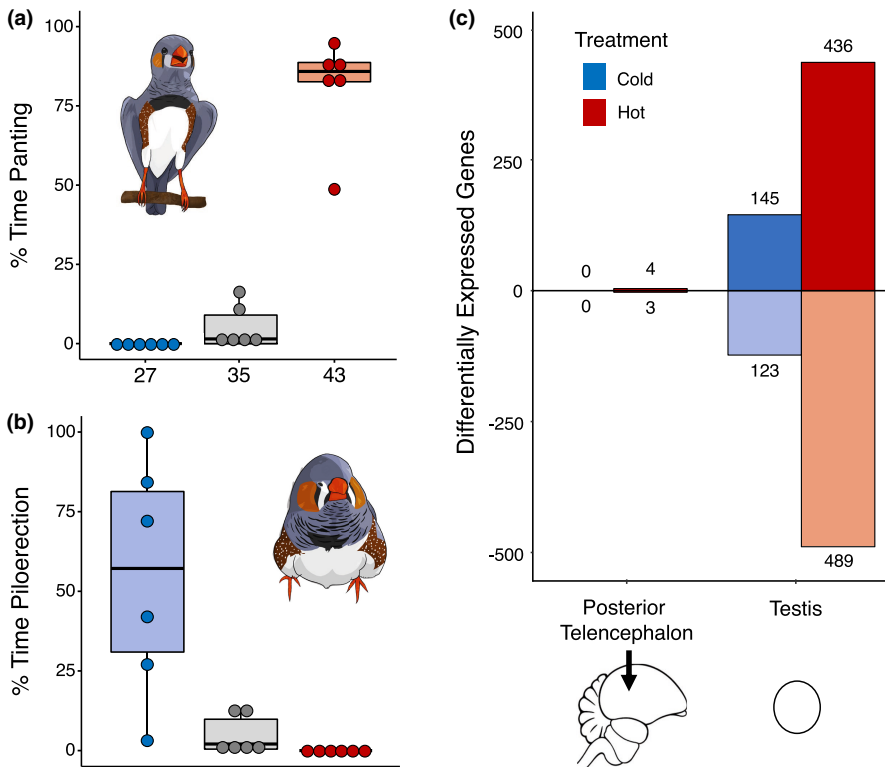 (a)
% Time Panting
100
75
50
25
0
27 35 43
(b)
% Time Piloerection
100
75
50
25
0
(c)
Differentially Expressed Genes
500
250
0
-250
-500
Treatment
Cold
Hot
436
145
0 4
0 3
123
489
Posterior
Telencephalon
Testis